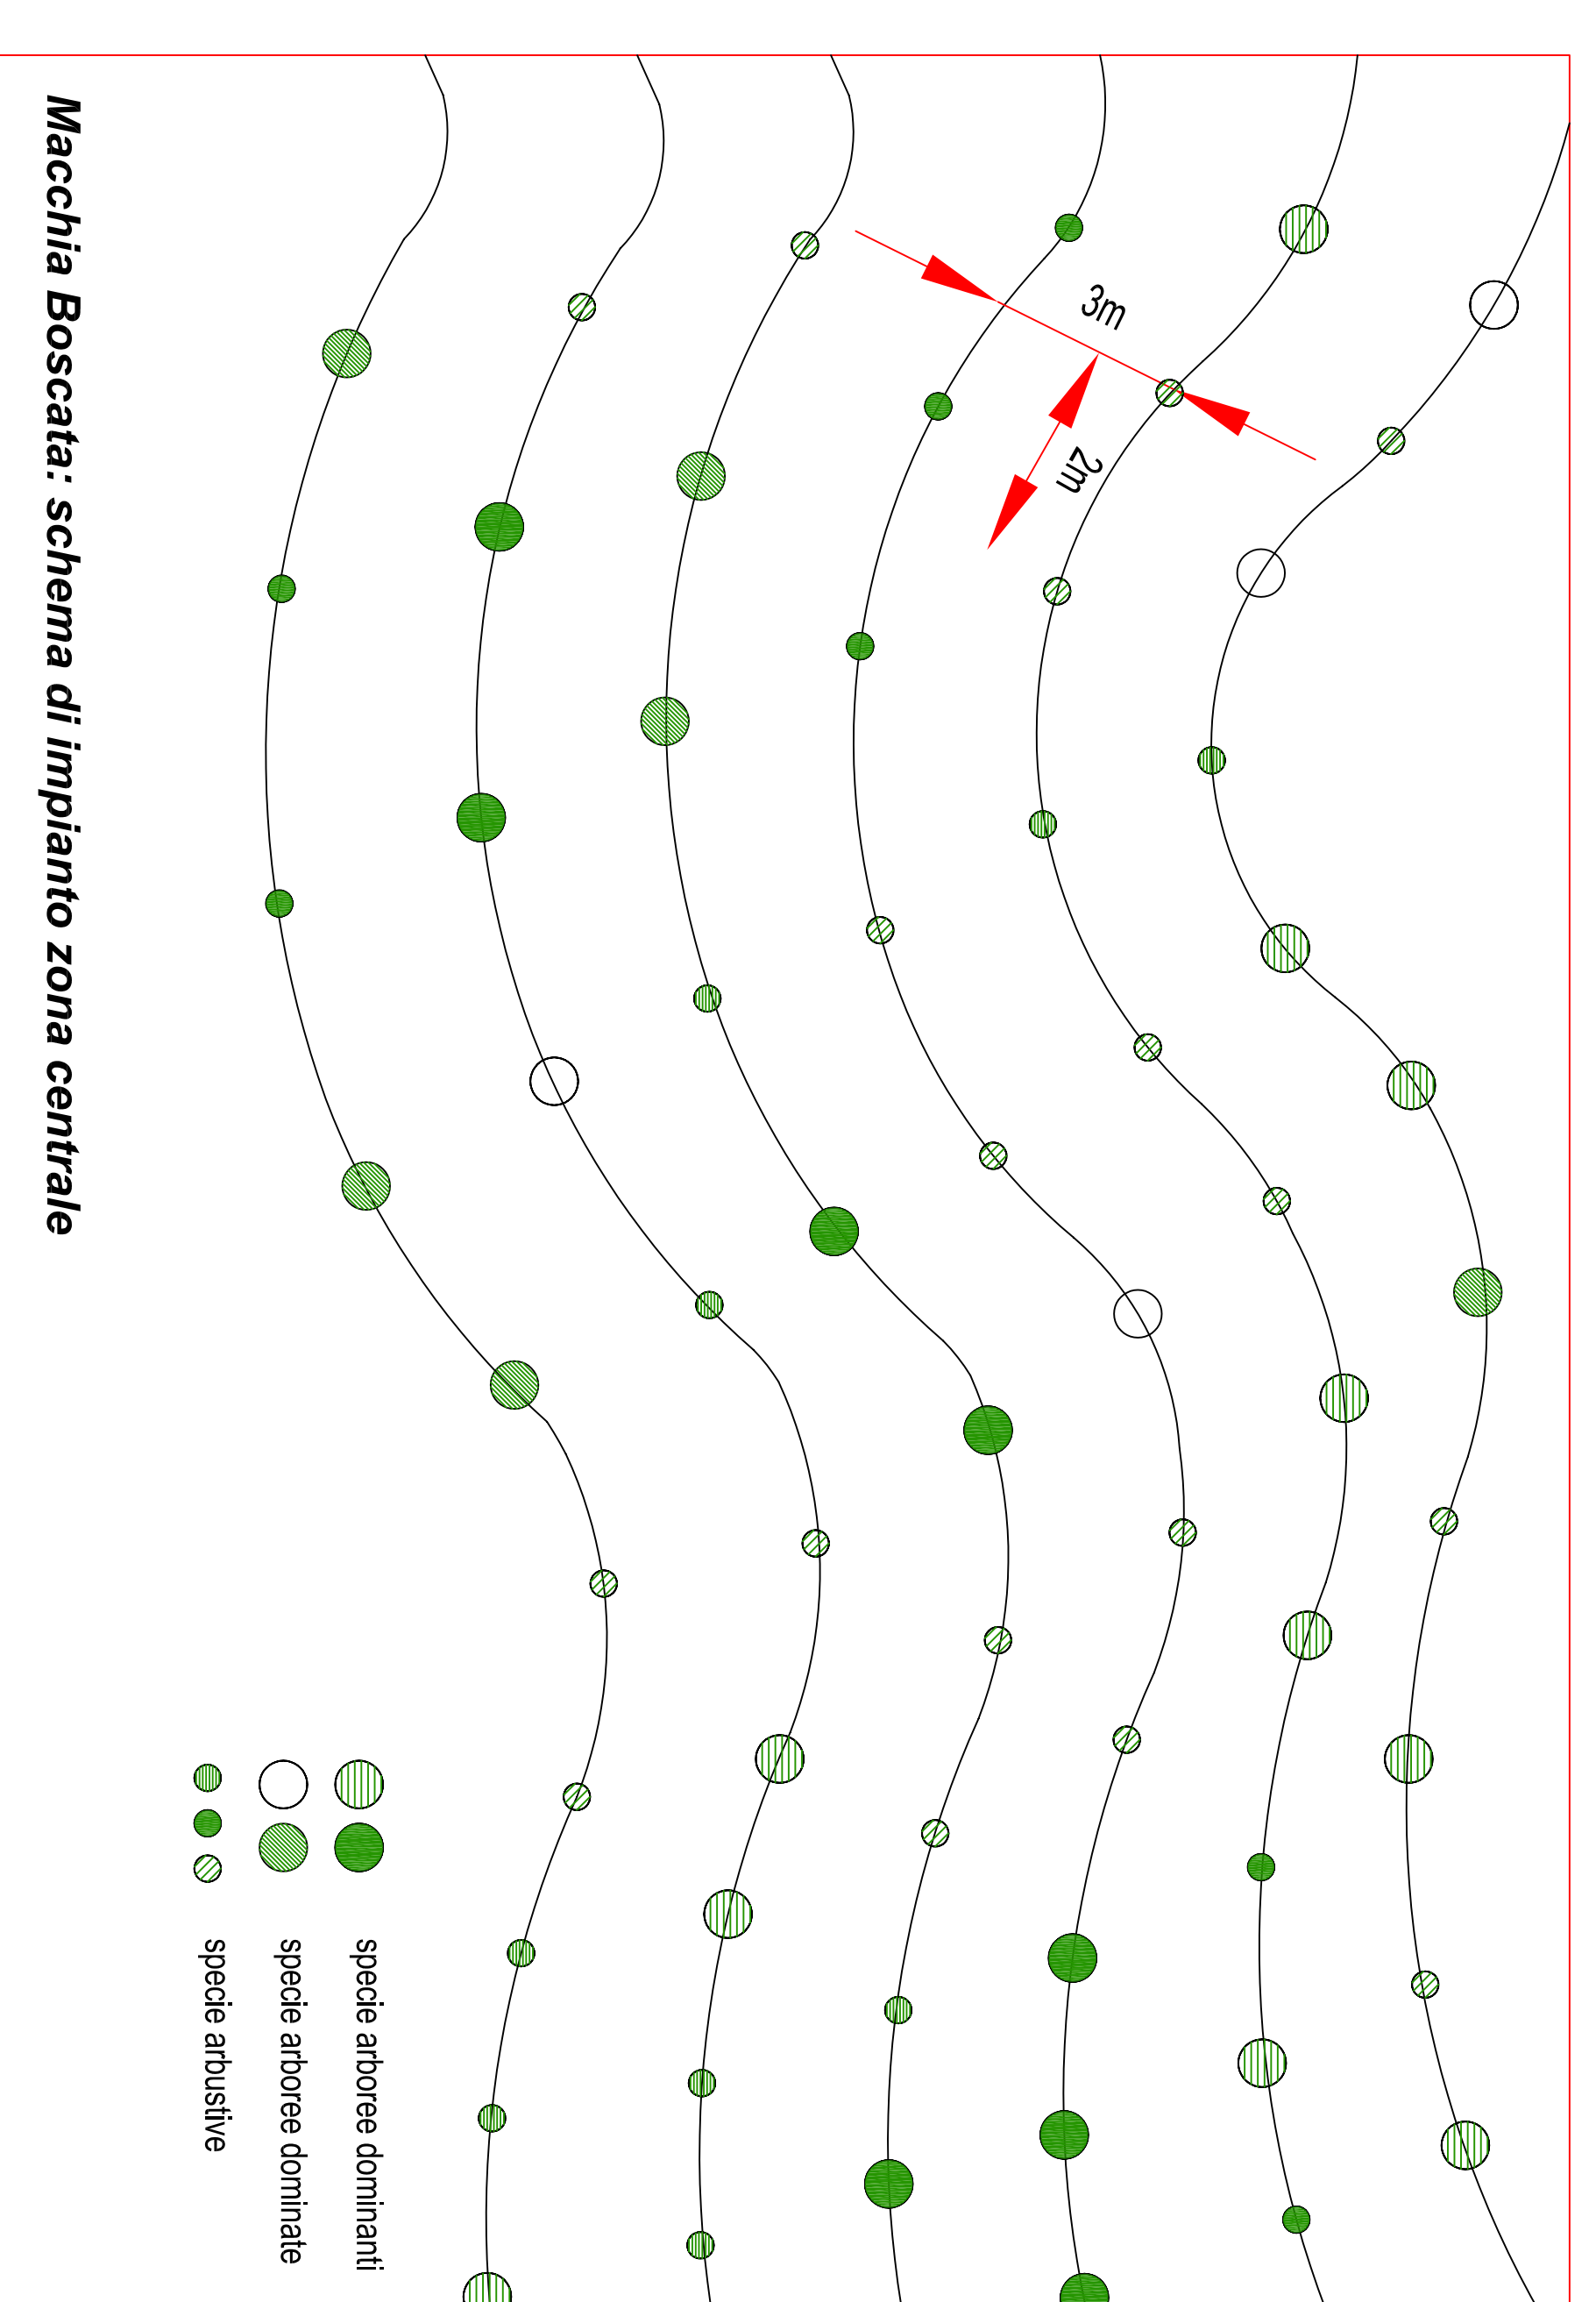 3m
2m
specie arboree dominanti
specie arboree dominate
specie arbustive
Macchia Boscata: schema di impianto zona centrale